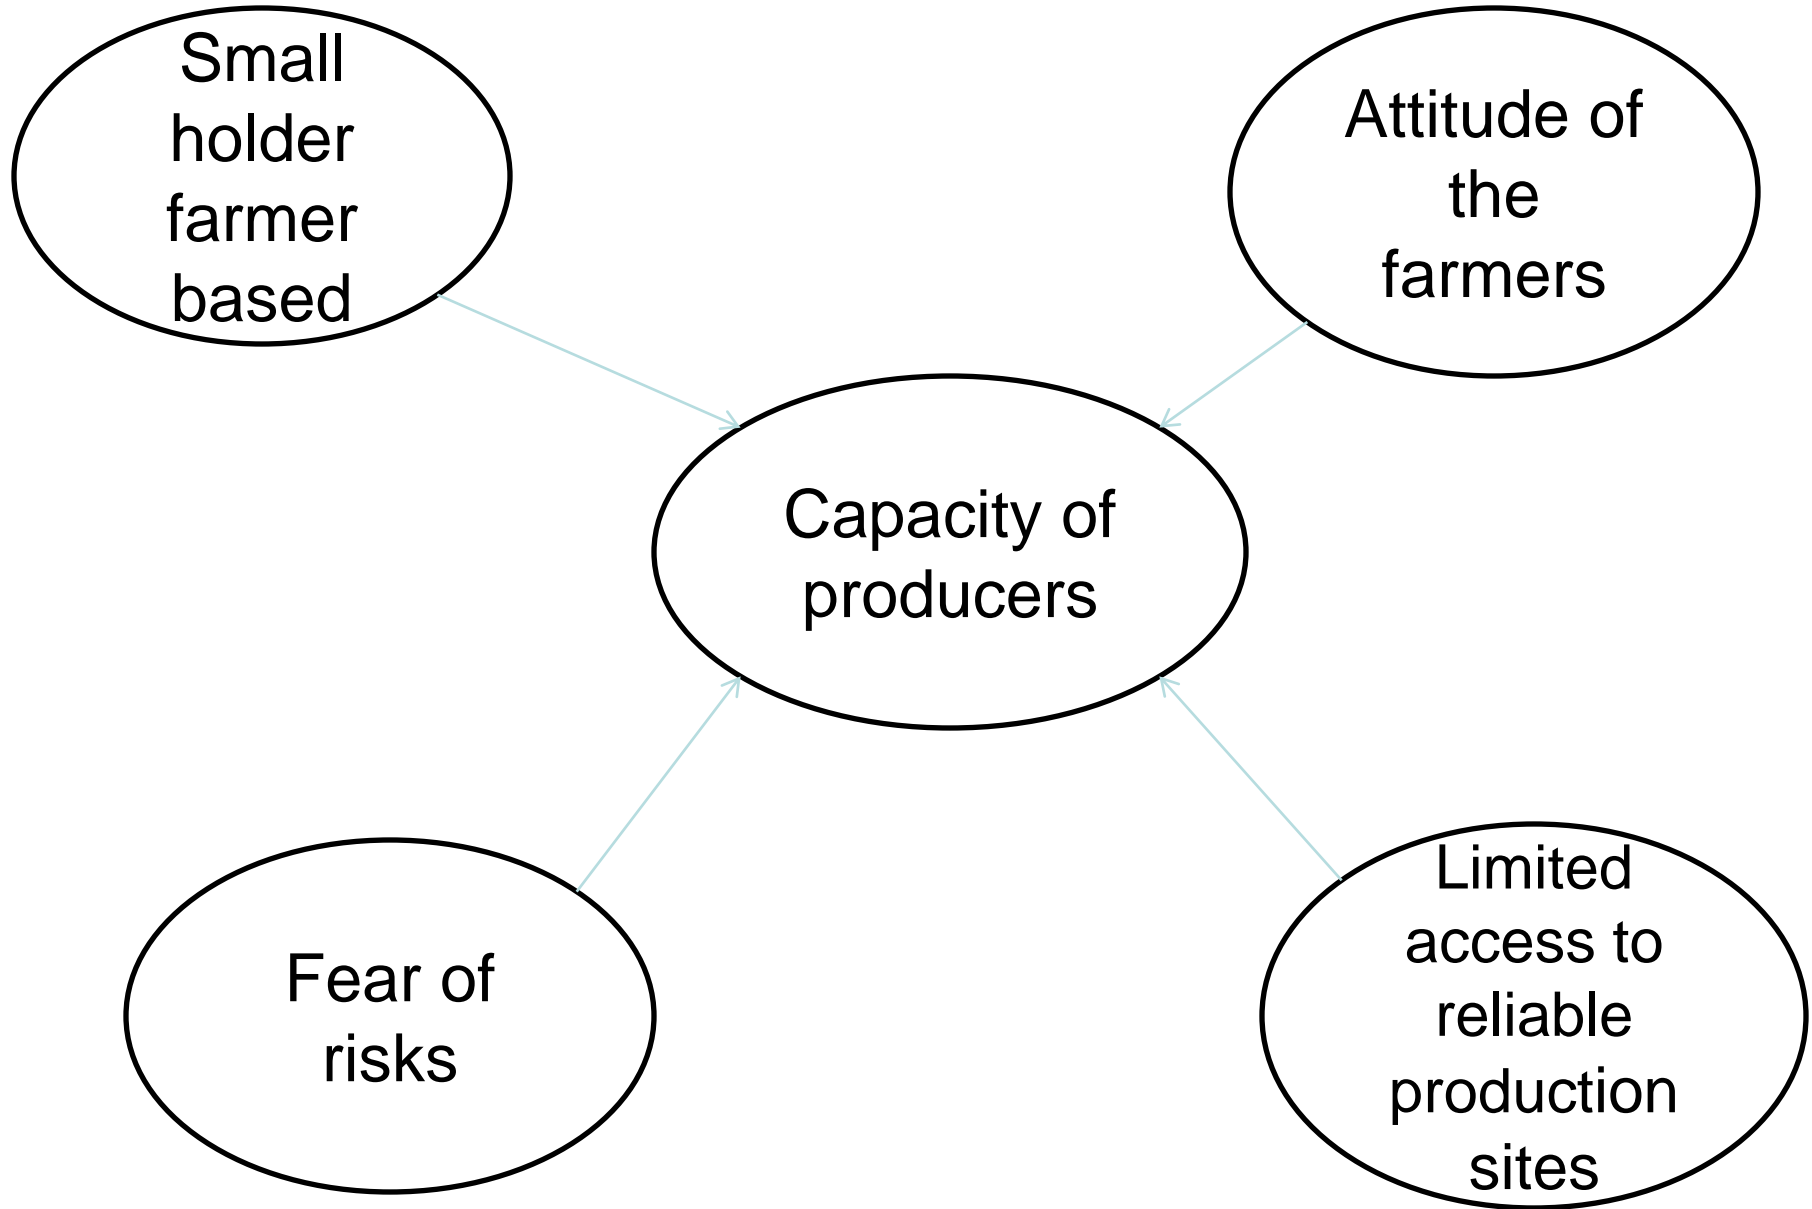 Small
holder
farmer
based
Attitude of
the
farmers
Capacity of
producers
Fear of
risks
Limited
access to
reliable
production
sites